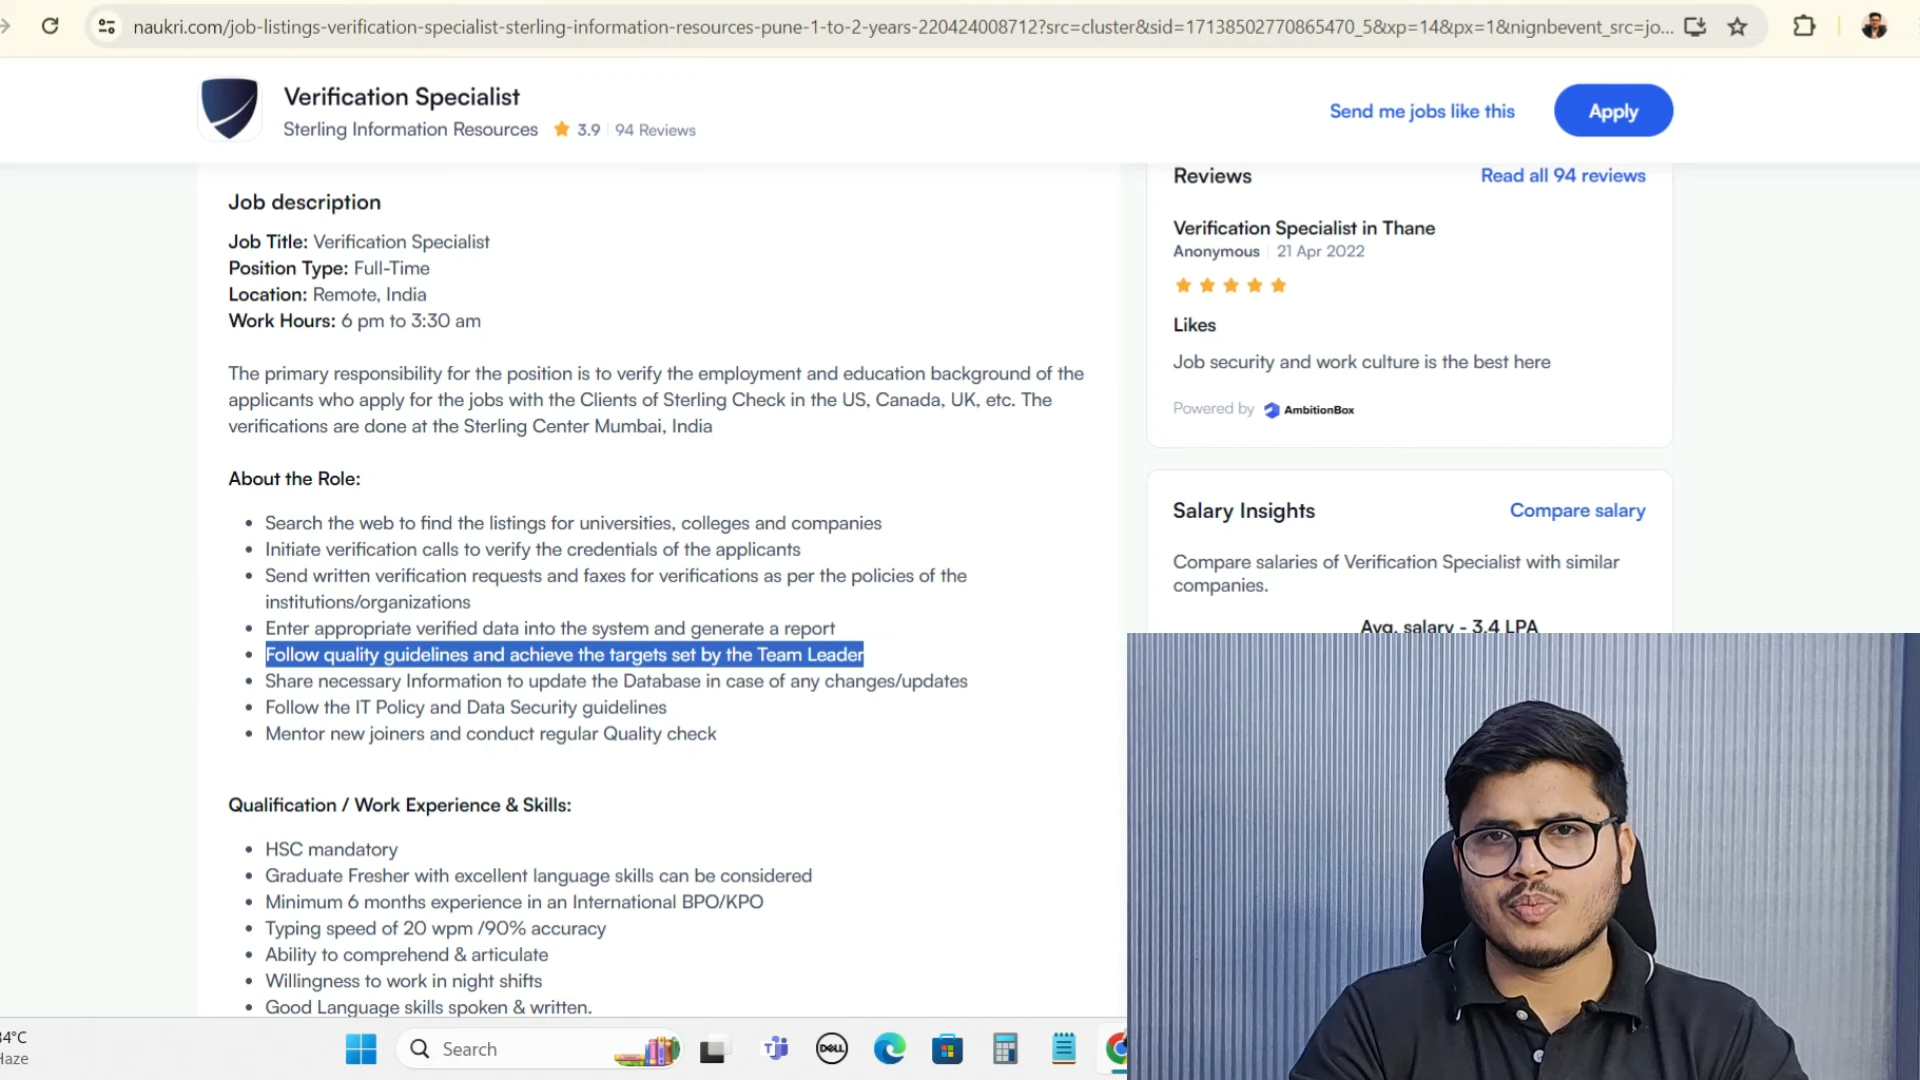 naukri.com/job-listings-verification-specialist-sterling-information-resources-pune-1-to-2-years-220424008712?src=cluster&sid=17138502770865470_5&xp=14&px=1&nignbevent_src=jo...
Verification Specialist
Sterling Information Resources 3.9 94 Reviews
Send me jobs like this
Apply
Job description
Job Title: Verification Specialist
Position Type: Full-Time
Location: Remote, India
Work Hours: 6 pm to 3:30 am
The primary responsibility for the position is to verify the employment and education background of the
applicants who apply for the jobs with the Clients of Sterling Check in the US, Canada, UK, etc. The
verifications are done at the Sterling Center Mumbai, India
About the Role:
• Search the web to find the listings for universities, colleges and companies
• Initiate verification calls to verify the credentials of the applicants
• Send written verification requests and faxes for verifications as per the policies of the
institutions/organizations
• Enter appropriate verified data into the system and generate a report
• Follow quality guidelines and achieve the targets set by the Team Leader
• Share necessary Information to update the Database in case of any changes/updates
• Follow the IT Policy and Data Security guidelines
• Mentor new joiners and conduct regular Quality check
Qualification / Work Experience & Skills:
• HSC mandatory
• Graduate Fresher with excellent language skills can be considered
• Minimum 6 months experience in an International BPO/KPO
• Typing speed of 20 wpm /90% accuracy
• Ability to comprehend & articulate
• Willingness to work in night shifts
• Good Language skills spoken & written.
Reviews
Read all 94 reviews
Verification Specialist in Thane
Anonymous 21 Apr 2022
Likes
Job security and work culture is the best here
Powered by AmbitionBox
Salary Insights
Compare salary
Compare salaries of Verification Specialist with similar
companies.
Avg. salary - 3.4 LPA
34°C
Haze
Search
DELL